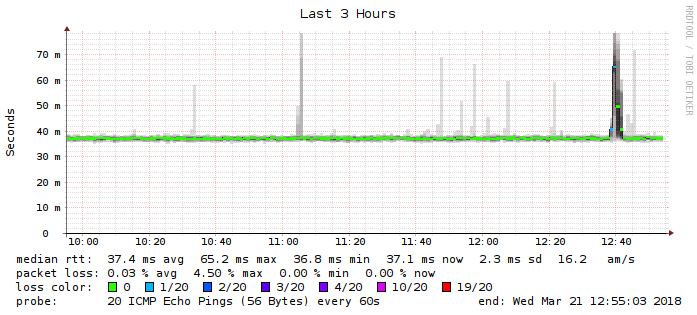 Last 3 Hours
RRDTOOL / TOBI OETIKER
Seconds
70 m
60 m
50 m
40 m
30 m
20 m
10 m
0
10:00 10:20 10:40 11:00 11:20 11:40 12:00 12:20 12:40
median rtt: 37.4 ms avg 65.2 ms max 36.8 ms min 37.1 ms now 2.3 ms sd 16.2 am/s
packet loss: 0.03 % avg 4.50 % max 0.00 % min 0.00 % now
loss color: 0 1/20 2/20 3/20 4/20 10/20 19/20
probe: 20 ICMP Echo Pings (56 Bytes) every 60s end: Wed Mar 21 12:55:03 2018